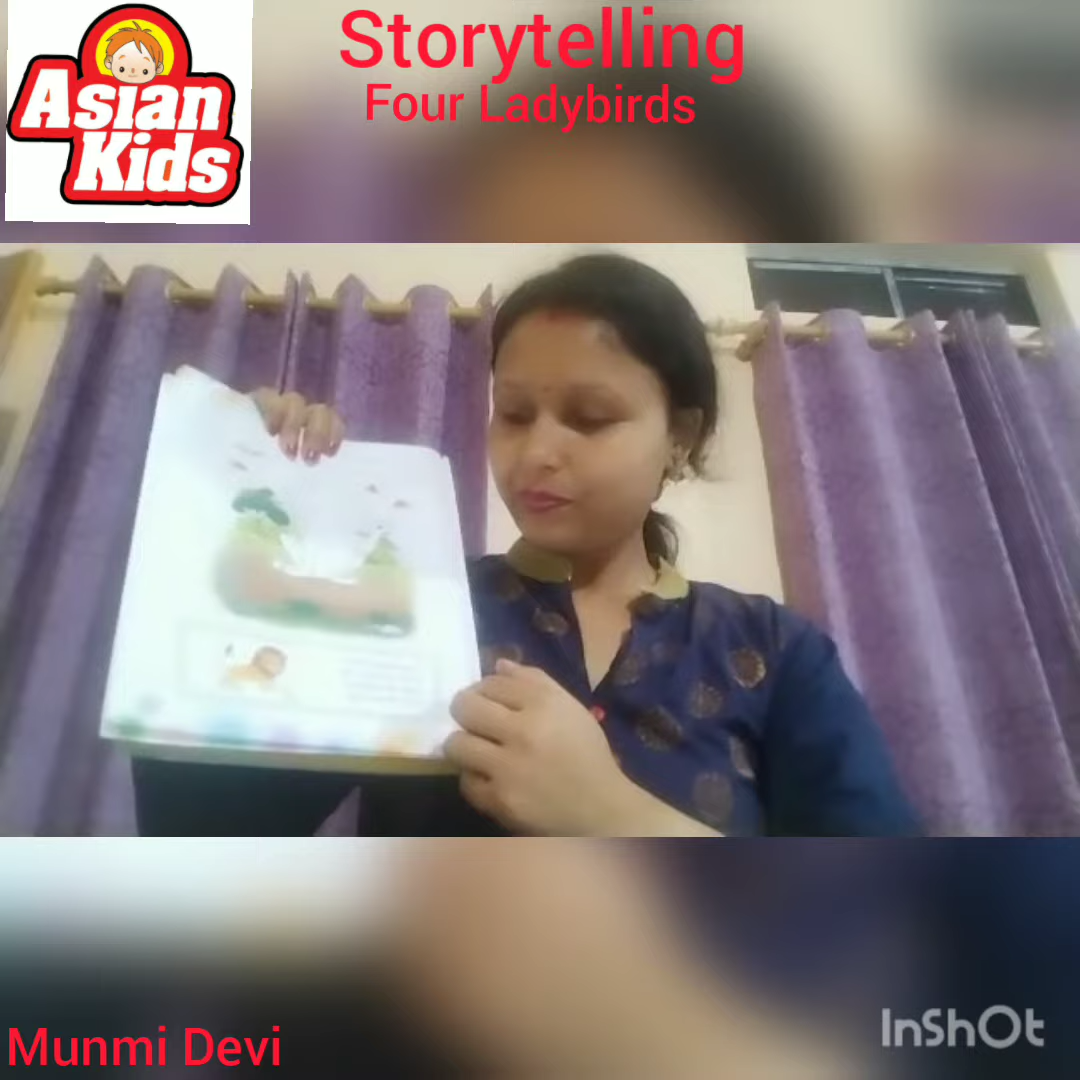 Asian
Kids
Storytelling
Four Ladybirds
Munmi Devi
InShOt